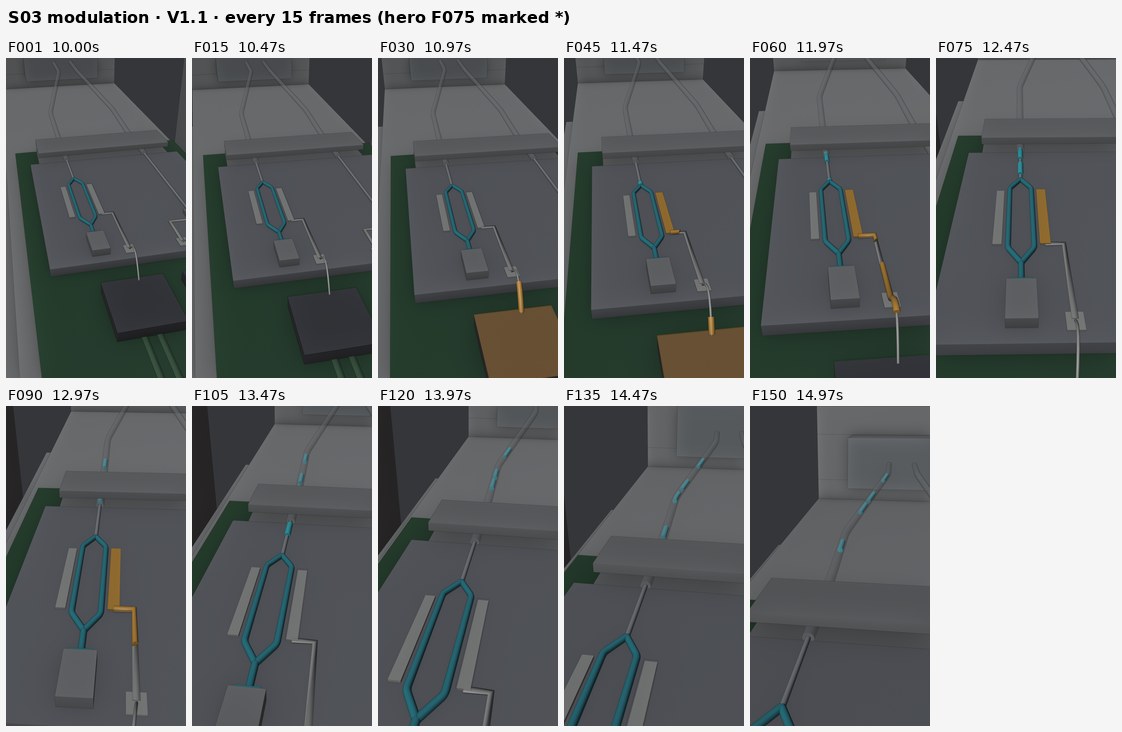 S03 modulation · V1.1 · every 15 frames (hero F075 marked *)
F001  10.00s
F015  10.47s
F030  10.97s
F045  11.47s
F060  11.97s
F075  12.47s
F090  12.97s
F105  13.47s
F120  13.97s
F135  14.47s
F150  14.97s